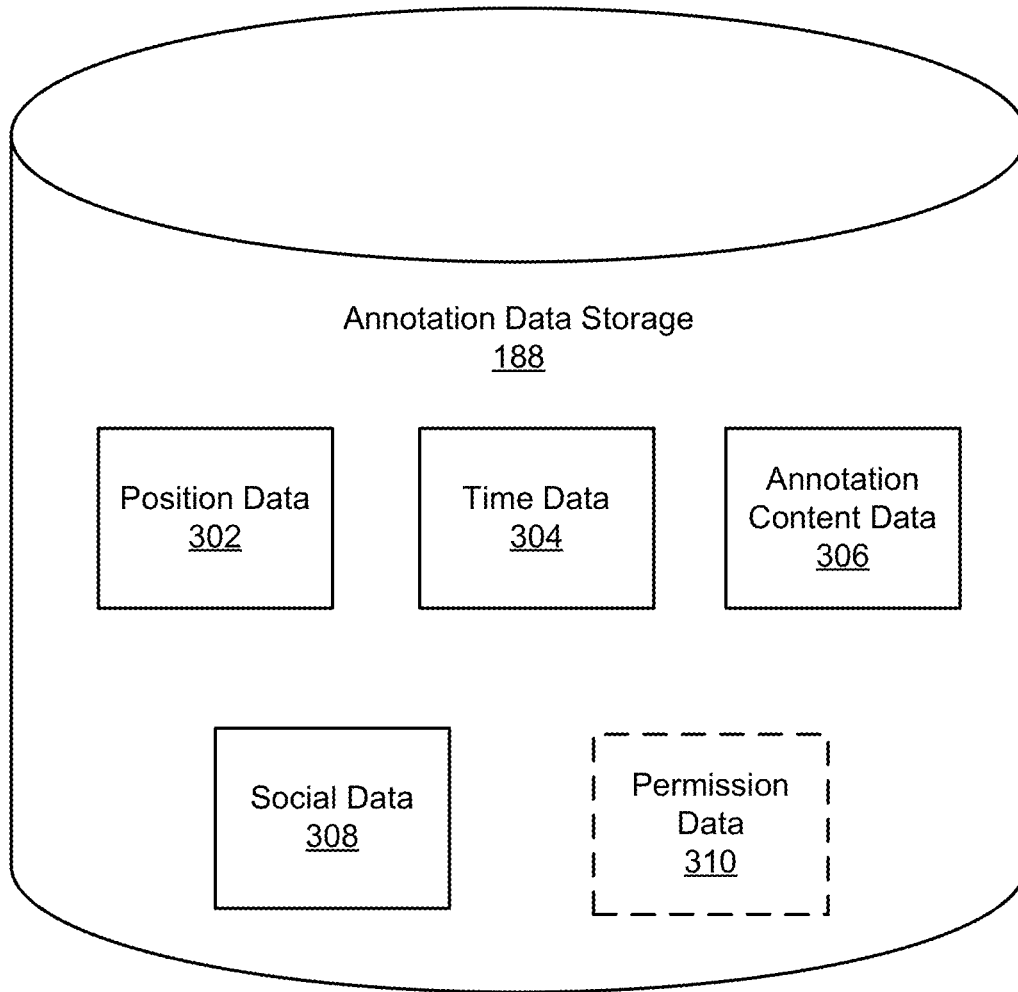 Annotation Data Storage
188
Position Data
302
Time Data
304
Annotation
Content Data
306
Social Data
308
Permission
Data
310